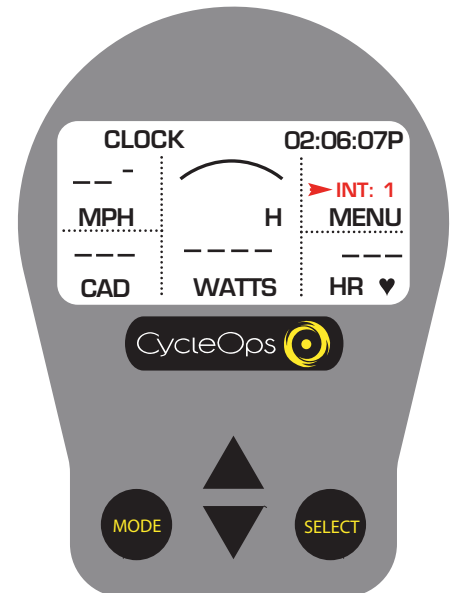 CLOCK 02:06:07P
INT: 1
MPH H MENU
CAD WATTS HR ♥
CycleOps
MODE SELECT